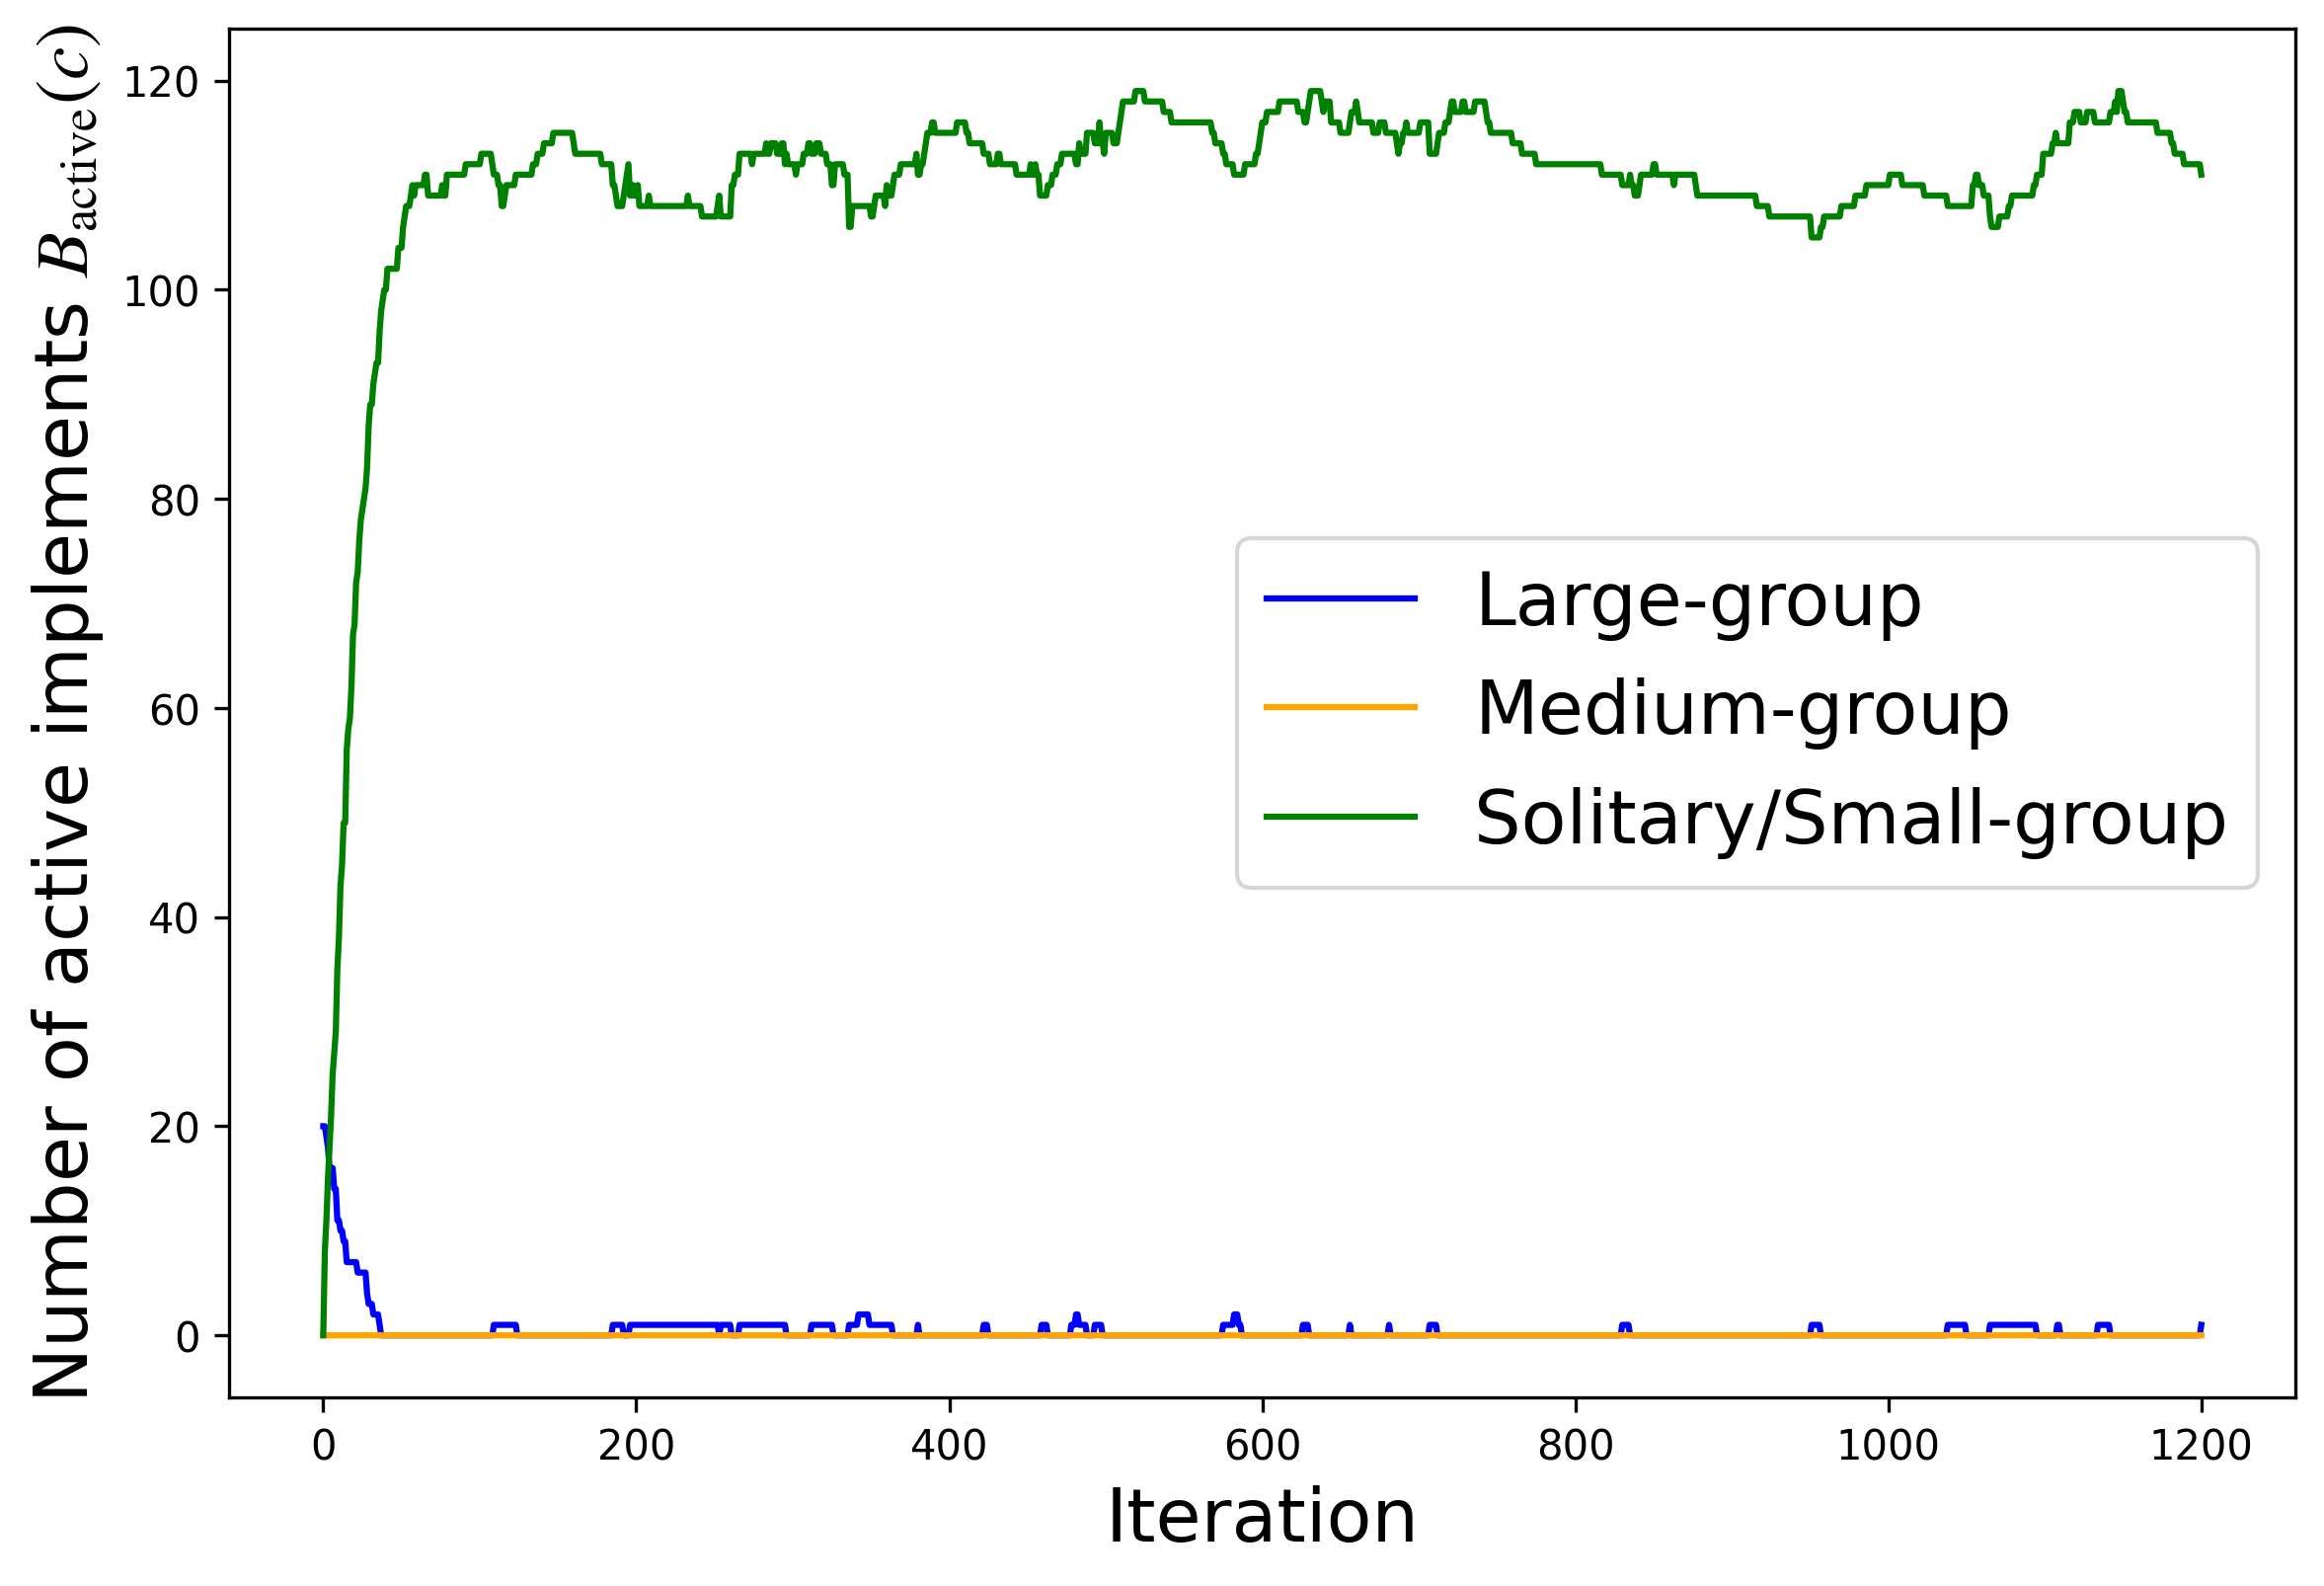 Number of active implements B_active(c)
120
100
80
60
40
20
0
Large-group
Medium-group
Solitary/Small-group
0 200 400 600 800 1000 1200
Iteration